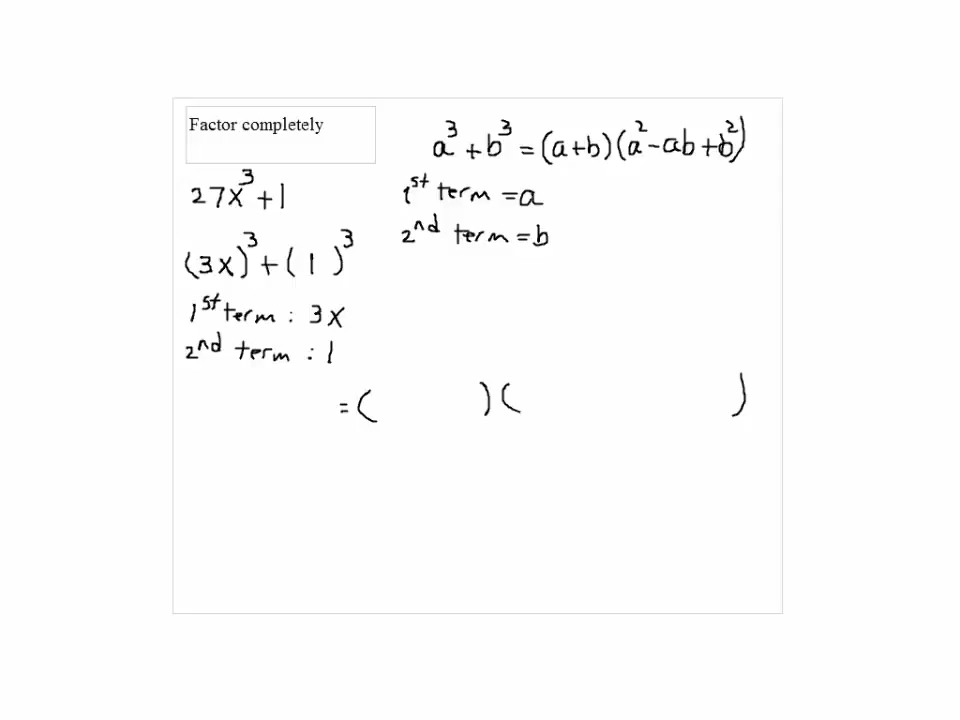 Factor completely
a³ + b³ = (a+b)(a² - ab + b²)
27x³ + 1
1st term = a
2nd term = b
(3x)³ + ( 1 )³
1st term : 3x
2nd term : 1
= ( ) ( )